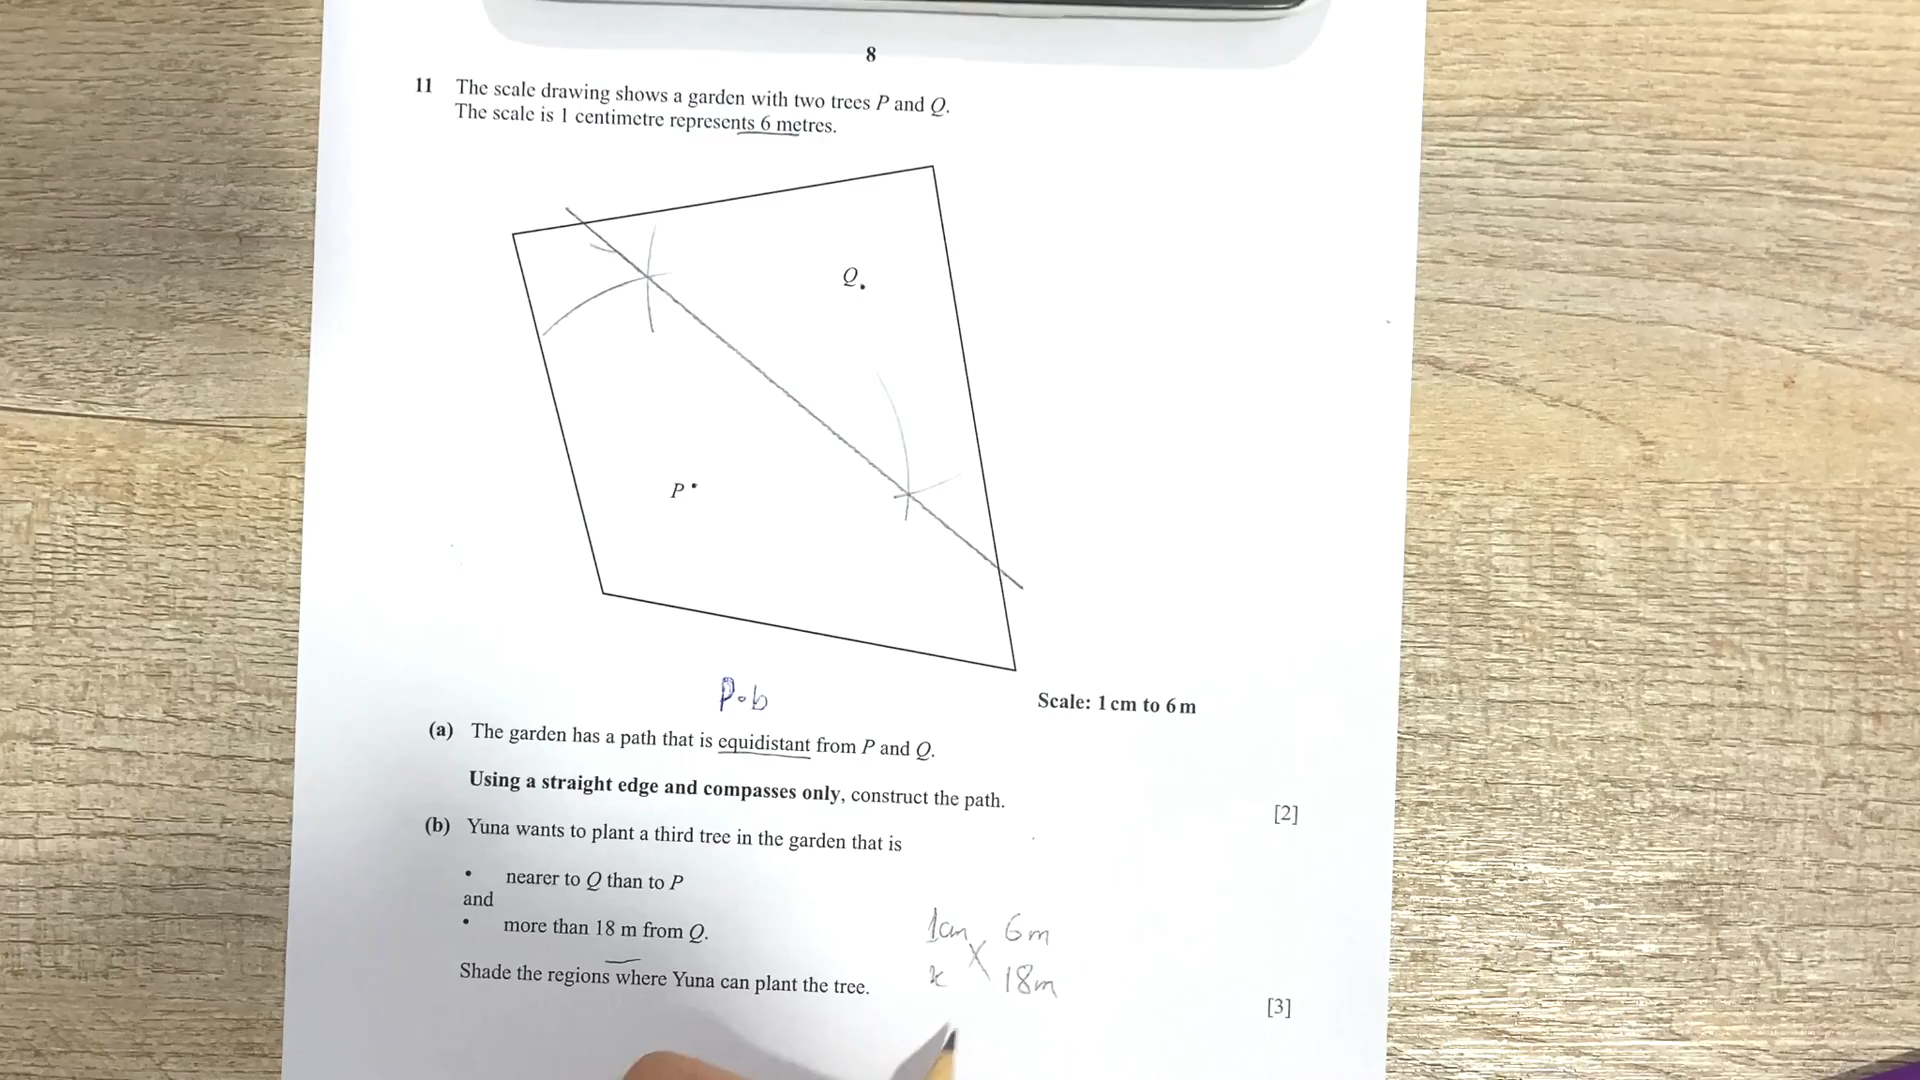 8
11 The scale drawing shows a garden with two trees P and Q.
The scale is 1 centimetre represents 6 metres.
Q
P
P·b
Scale: 1 cm to 6 m
(a) The garden has a path that is equidistant from P and Q.
Using a straight edge and compasses only, construct the path.
[2]
(b) Yuna wants to plant a third tree in the garden that is
• nearer to Q than to P
and
• more than 18 m from Q.
1cm 6m
x 18m
Shade the regions where Yuna can plant the tree.
[3]